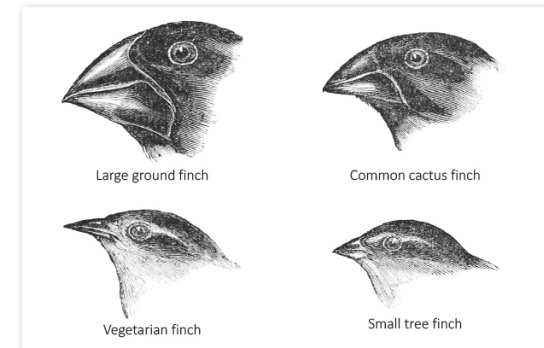 Large ground finch
Common cactus finch
Vegetarian finch
Small tree finch